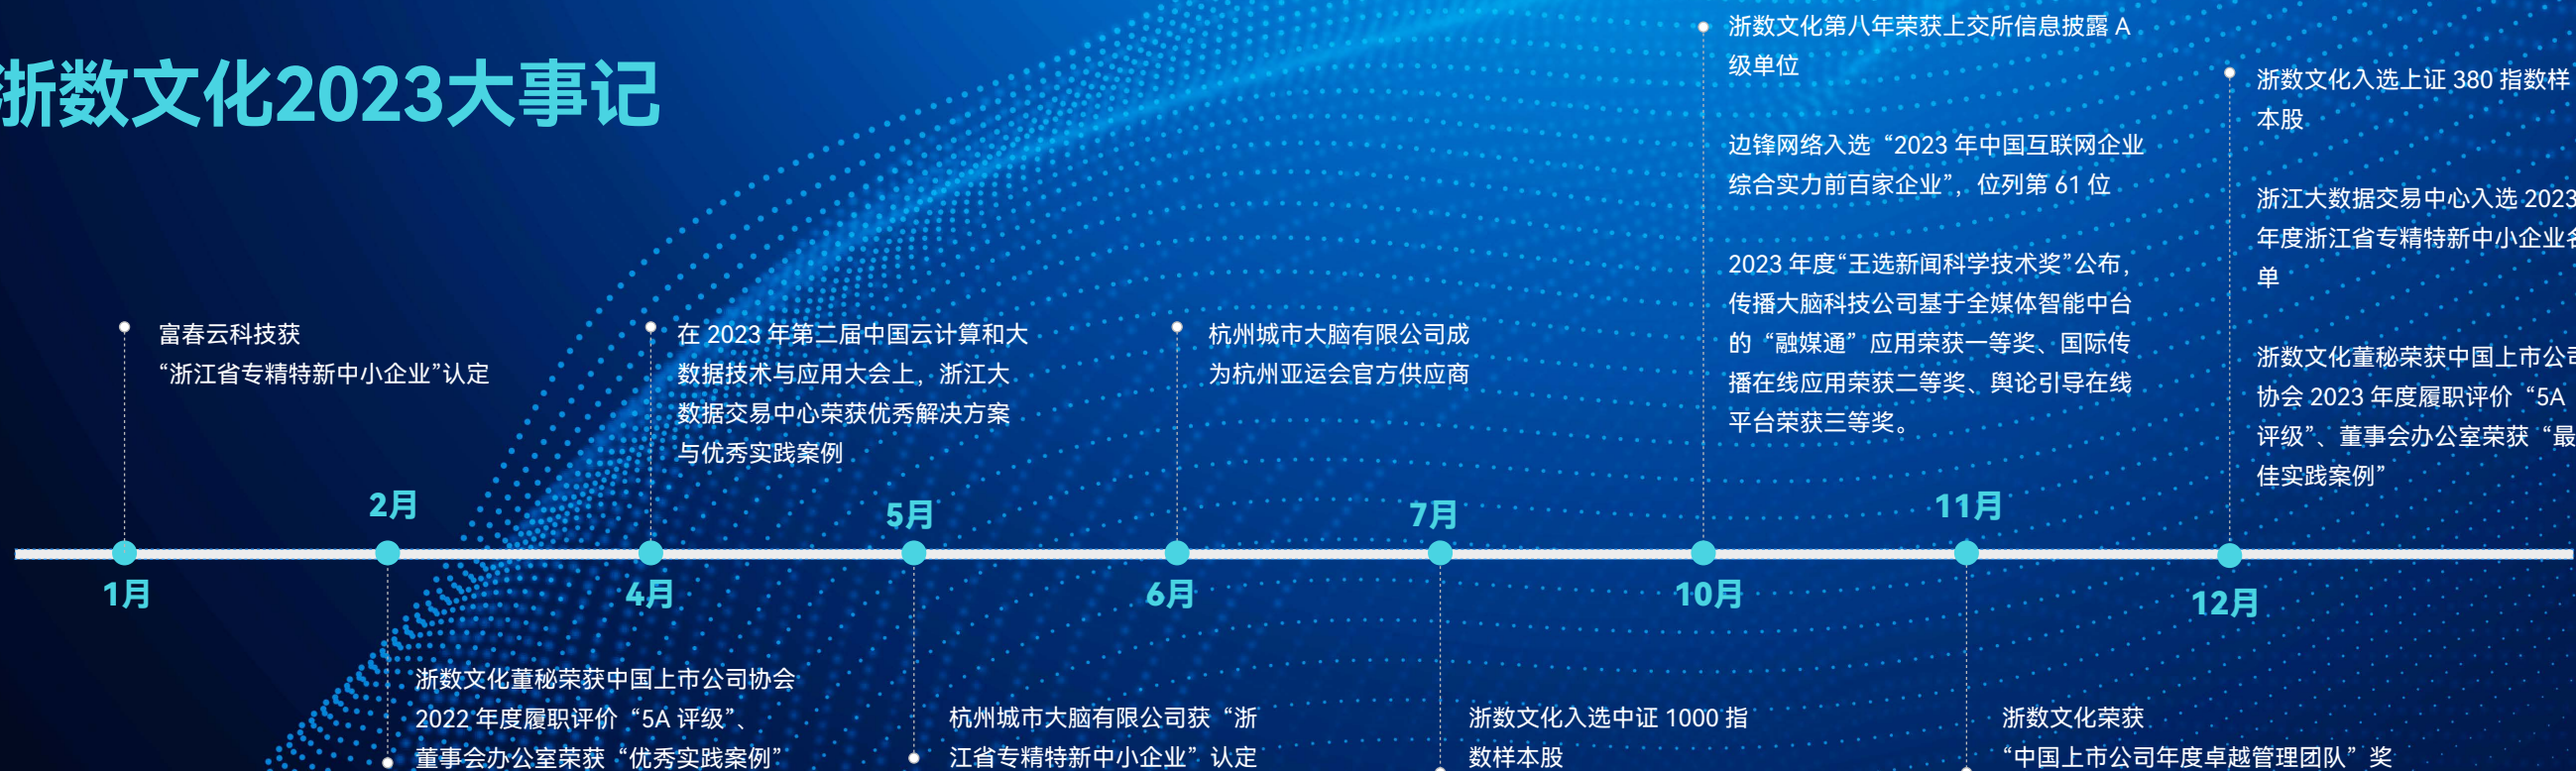 浙数文化2023大事记
1月
富春云科技获
“浙江省专精特新中小企业”认定
2月
浙数文化董秘荣获中国上市公司协会
2022 年度履职评价“5A 评级”、
董事会办公室荣获“优秀实践案例”
4月
在 2023 年第二届中国云计算和大
数据技术与应用大会上，浙江大
数据交易中心荣获优秀解决方案
与优秀实践案例
5月
杭州城市大脑有限公司获“浙
江省专精特新中小企业”认定
6月
杭州城市大脑有限公司成
为杭州亚运会官方供应商
7月
浙数文化入选中证 1000 指
数样本股
10月
浙数文化第八年荣获上交所信息披露 A
级单位
边锋网络入选“2023 年中国互联网企业
综合实力前百家企业”，位列第 61 位
2023 年度“王选新闻科学技术奖”公布，
传播大脑科技公司基于全媒体智能中台
的“融媒通”应用荣获一等奖、国际传
播在线应用荣获二等奖、舆论引导在线
平台荣获三等奖。
11月
浙数文化荣获
“中国上市公司年度卓越管理团队”奖
12月
浙数文化入选上证 380 指数样
本股
浙江大数据交易中心入选 2023
年度浙江省专精特新中小企业名
单
浙数文化董秘荣获中国上市公司
协会 2023 年度履职评价“5A
评级”、董事会办公室荣获“最
佳实践案例”